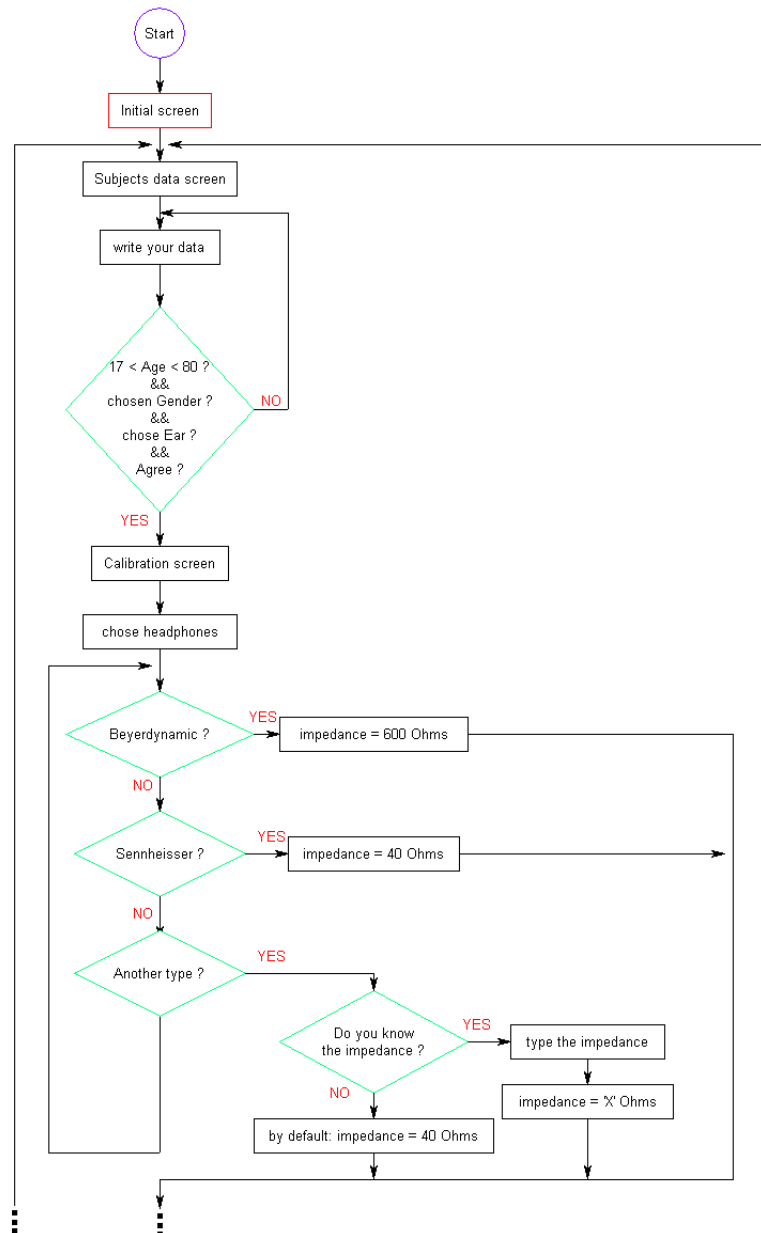 Start
Initial screen
Subjects data screen
write your data
17 < Age < 80 ?
&&
chosen Gender ?
&&
chose Ear ?
&&
Agree ?
NO
YES
Calibration screen
chose headphones
Beyerdynamic ?
YES
impedance = 600 Ohms
NO
Sennheisser ?
YES
impedance = 40 Ohms
NO
Another type ?
YES
Do you know
the impedance ?
YES
type the impedance
impedance = 'X' Ohms
NO
by default: impedance = 40 Ohms